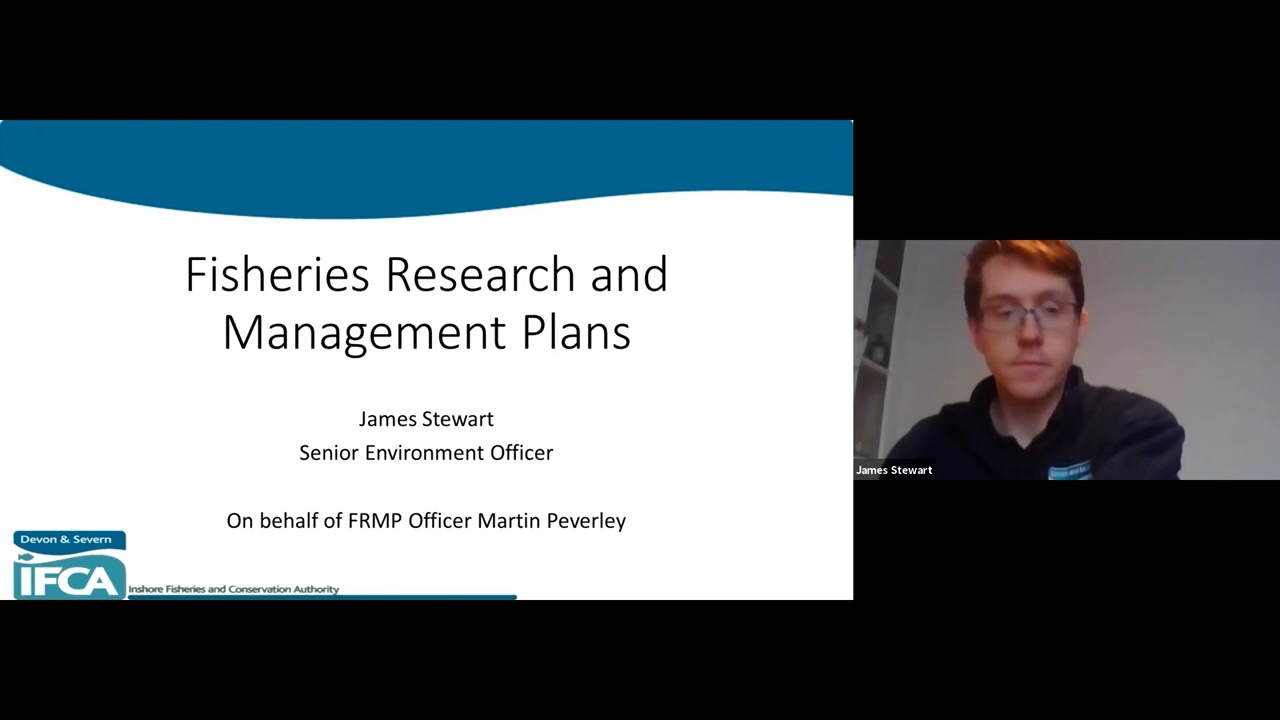 Fisheries Research and
Management Plans
James Stewart
Senior Environment Officer
On behalf of FRMP Officer Martin Peverley
Devon & Severn
IFCA
Inshore Fisheries and Conservation Authority
James Stewart